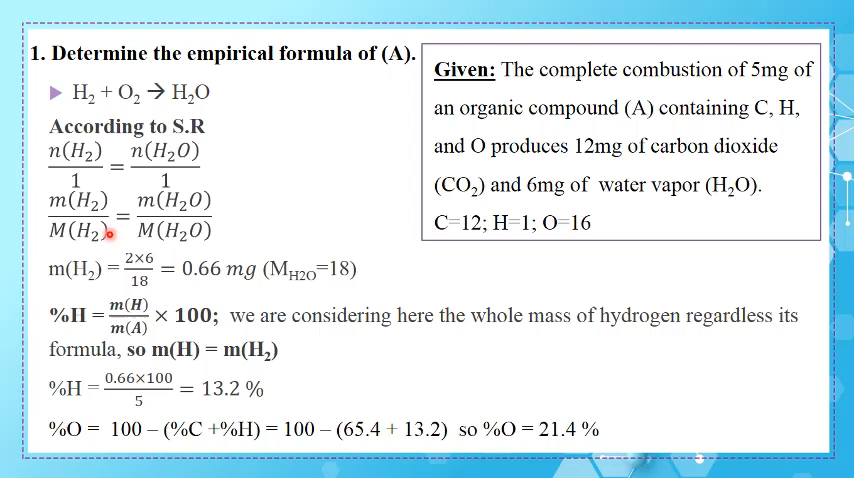 1. Determine the empirical formula of (A).
H₂ + O₂ → H₂O
According to S.R
n(H₂)/1 = n(H₂O)/1
m(H₂)/M(H₂) = m(H₂O)/M(H₂O)
m(H₂) = 2×6/18 = 0.66 mg (M_H2O=18)
%H = m(H)/m(A) × 100; we are considering here the whole mass of hydrogen regardless its
formula, so m(H) = m(H₂)
%H = 0.66×100/5 = 13.2 %
%O = 100 – (%C +%H) = 100 – (65.4 + 13.2) so %O = 21.4 %
Given: The complete combustion of 5mg of
an organic compound (A) containing C, H,
and O produces 12mg of carbon dioxide
(CO₂) and 6mg of water vapor (H₂O).
C=12; H=1; O=16